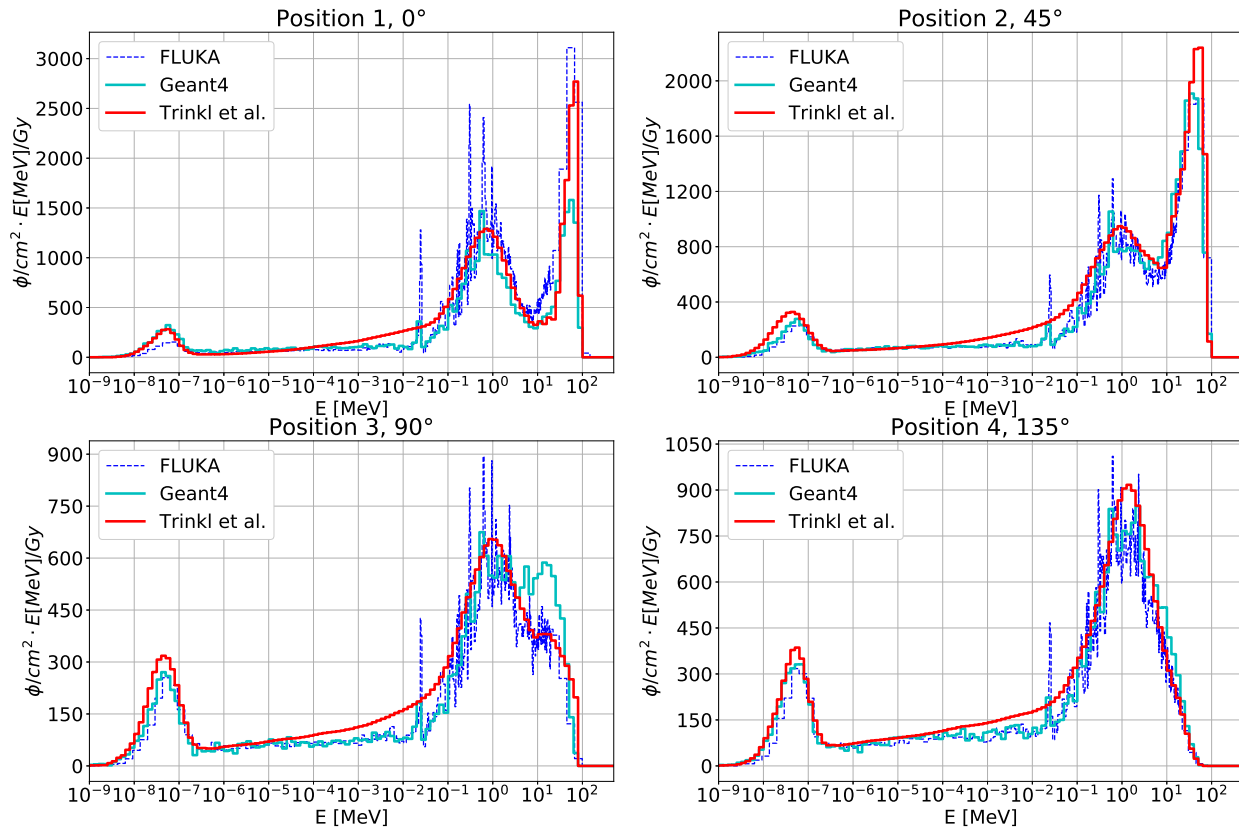 Position 1, 0°
ϕ/cm² · E[MeV]/Gy
3000
2500
2000
1500
1000
500
0
FLUKA
Geant4
Trinkl et al.
10⁻⁹ 10⁻⁸ 10⁻⁷ 10⁻⁶ 10⁻⁵ 10⁻⁴ 10⁻³ 10⁻² 10⁻¹ 10⁰ 10¹ 10²
E [MeV]
Position 2, 45°
ϕ/cm² · E[MeV]/Gy
2000
1600
1200
800
400
0
FLUKA
Geant4
Trinkl et al.
10⁻⁹ 10⁻⁸ 10⁻⁷ 10⁻⁶ 10⁻⁵ 10⁻⁴ 10⁻³ 10⁻² 10⁻¹ 10⁰ 10¹ 10²
E [MeV]
Position 3, 90°
ϕ/cm² · E[MeV]/Gy
900
750
600
450
300
150
0
FLUKA
Geant4
Trinkl et al.
10⁻⁹ 10⁻⁸ 10⁻⁷ 10⁻⁶ 10⁻⁵ 10⁻⁴ 10⁻³ 10⁻² 10⁻¹ 10⁰ 10¹ 10²
E [MeV]
Position 4, 135°
ϕ/cm² · E[MeV]/Gy
1050
900
750
600
450
300
150
0
FLUKA
Geant4
Trinkl et al.
10⁻⁹ 10⁻⁸ 10⁻⁷ 10⁻⁶ 10⁻⁵ 10⁻⁴ 10⁻³ 10⁻² 10⁻¹ 10⁰ 10¹ 10²
E [MeV]